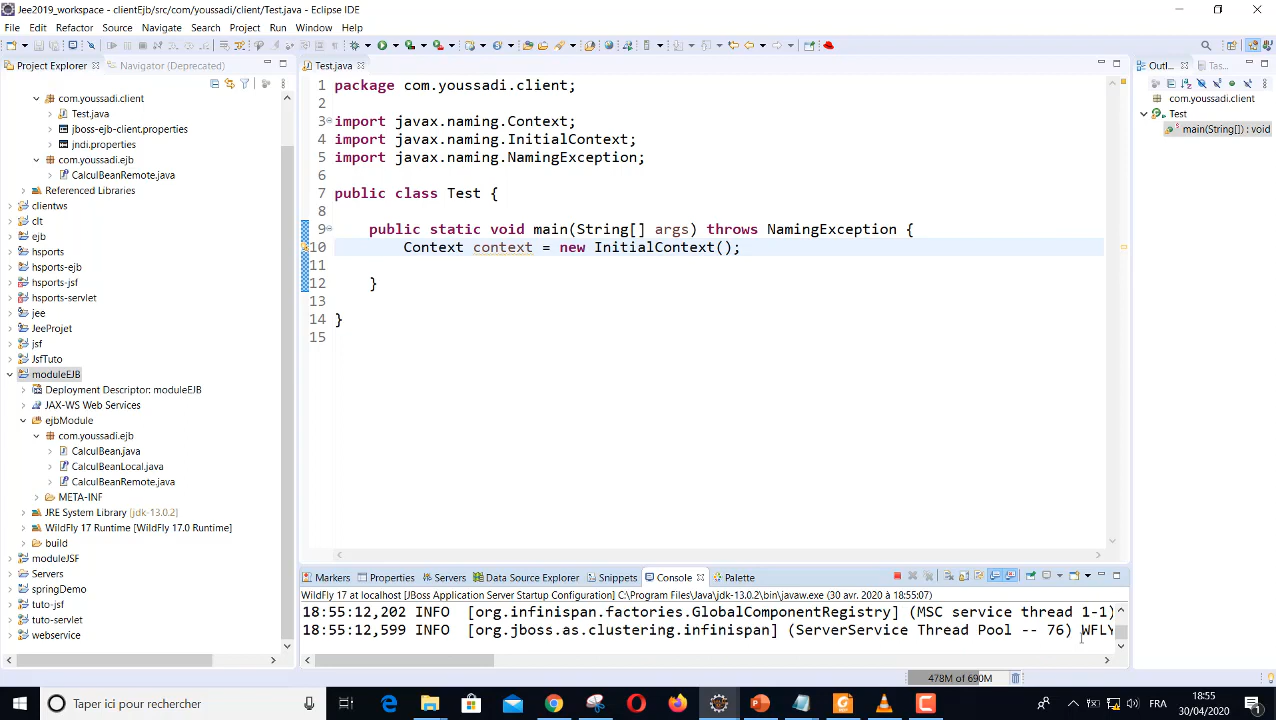 Jee2019_workspace - clientEjb/src/com/youssadi/client/Test.java - Eclipse IDE
File Edit Refactor Source Navigate Search Project Run Window Help
Project Explorer Navigator (Deprecated)
com.youssadi.client
Test.java
jboss-ejb-client.properties
jndi.properties
com.youssadi.ejb
CalculBeanRemote.java
Referenced Libraries
clientws
clt
ejb
hsports
hsports-ejb
hsports-jsf
hsports-servlet
jee
JeeProjet
jsf
JsfTuto
moduleEJB
Deployment Descriptor: moduleEJB
JAX-WS Web Services
ejbModule
com.youssadi.ejb
CalculBean.java
CalculBeanLocal.java
CalculBeanRemote.java
META-INF
JRE System Library [jdk-13.0.2]
WildFly 17 Runtime [WildFly 17.0 Runtime]
build
moduleJSF
Servers
springDemo
tuto-jsf
tuto-servlet
webservice
Test.java
1 package com.youssadi.client;
2
3 import javax.naming.Context;
4 import javax.naming.InitialContext;
5 import javax.naming.NamingException;
6
7 public class Test {
8
9 public static void main(String[] args) throws NamingException {
10 Context context = new InitialContext();
11
12 }
13
14 }
15
Outl... Tas...
com.youssadi.client
Test
main(String[]) : void
Markers Properties Servers Data Source Explorer Snippets Console Palette
WildFly 17 at localhost [JBoss Application Server Startup Configuration] C:\Program Files\Java\jdk-13.0.2\bin\javaw.exe (30 avr. 2020 à 18:55:07)
18:55:12,202 INFO [org.infinispan.factories.GlobalComponentRegistry] (MSC service thread 1-1)
18:55:12,599 INFO [org.jboss.as.clustering.infinispan] (ServerService Thread Pool -- 76) WFLY
478M of 690M
Taper ici pour rechercher
FRA
18:55
30/04/2020
1